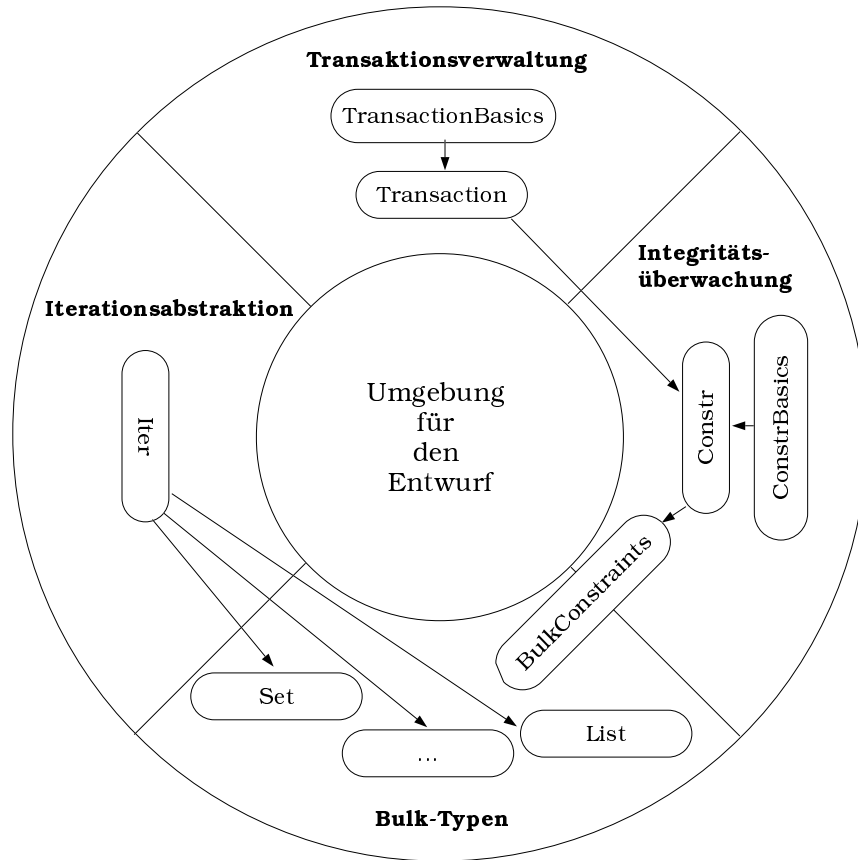 Transaktionsverwaltung
TransactionBasics
Transaction
Integritäts-
überwachung
Iterationsabstraktion
Iter
Umgebung
für
den
Entwurf
Constr
ConstrBasics
BulkConstraints
Set
List
...
Bulk-Typen